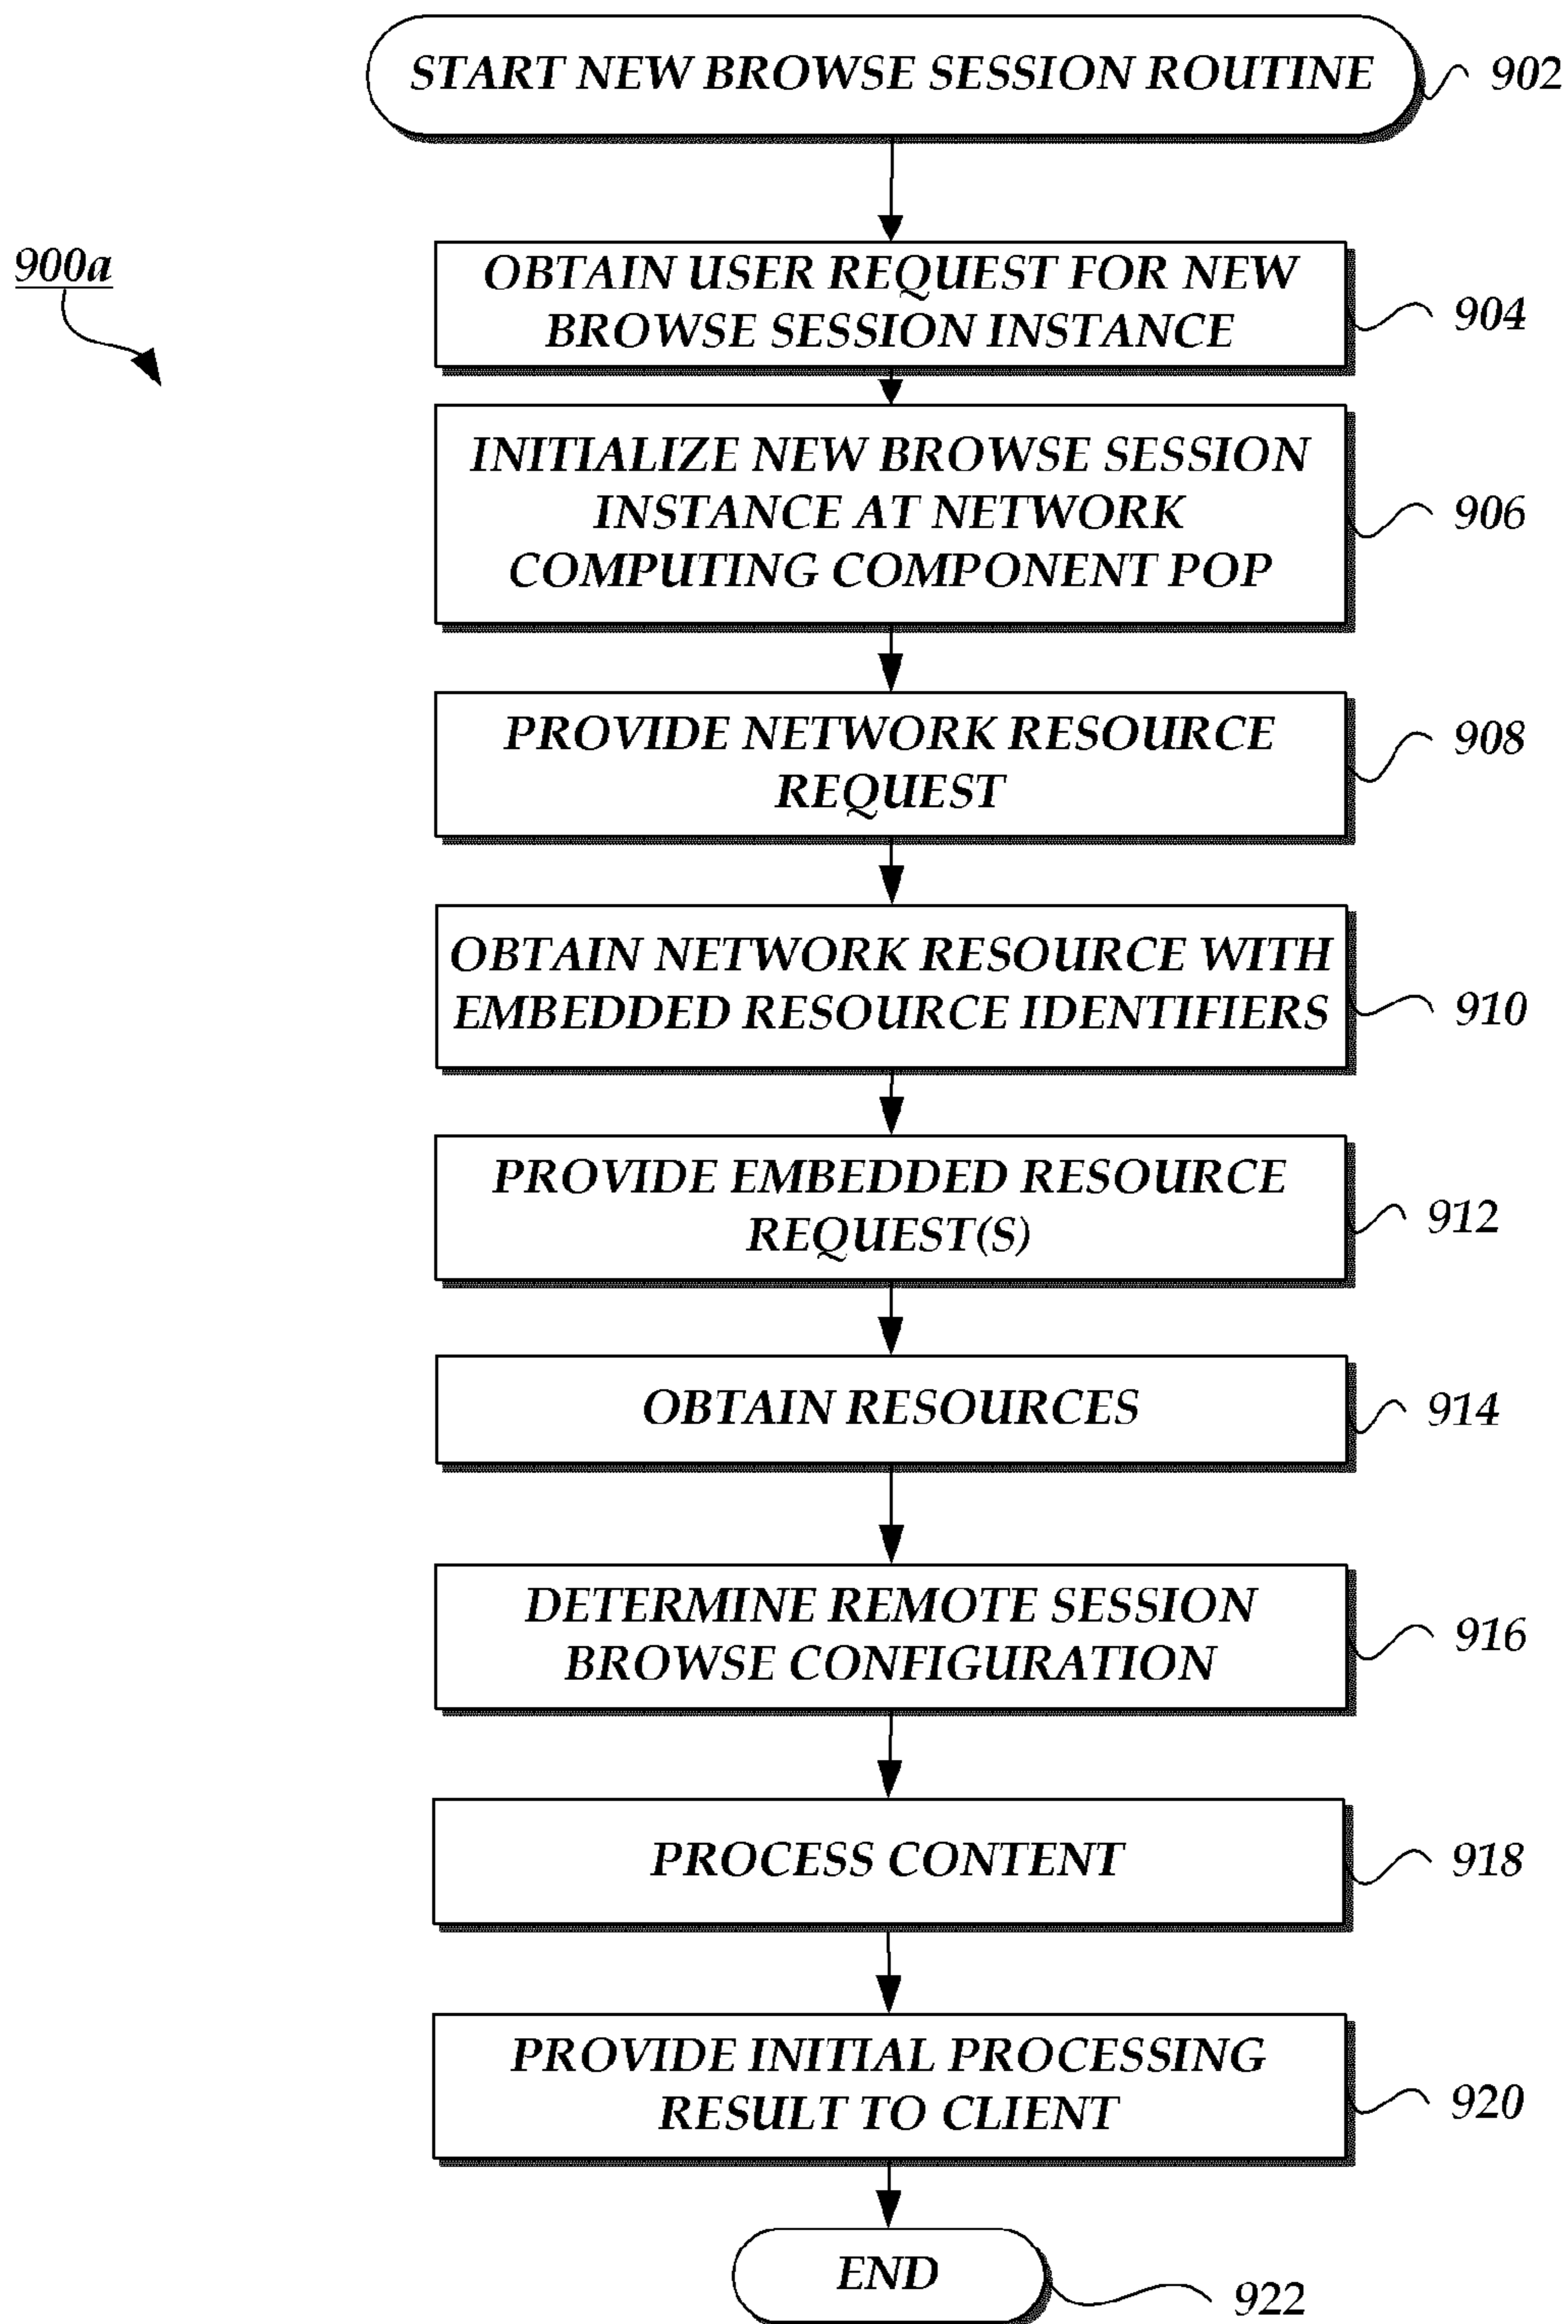 START NEW BROWSE SESSION ROUTINE
902
900a
OBTAIN USER REQUEST FOR NEW
BROWSE SESSION INSTANCE
904
INITIALIZE NEW BROWSE SESSION
INSTANCE AT NETWORK
COMPUTING COMPONENT POP
906
PROVIDE NETWORK RESOURCE
REQUEST
908
OBTAIN NETWORK RESOURCE WITH
EMBEDDED RESOURCE IDENTIFIERS
910
PROVIDE EMBEDDED RESOURCE
REQUEST(S)
912
OBTAIN RESOURCES
914
DETERMINE REMOTE SESSION
BROWSE CONFIGURATION
916
PROCESS CONTENT
918
PROVIDE INITIAL PROCESSING
RESULT TO CLIENT
920
END
922